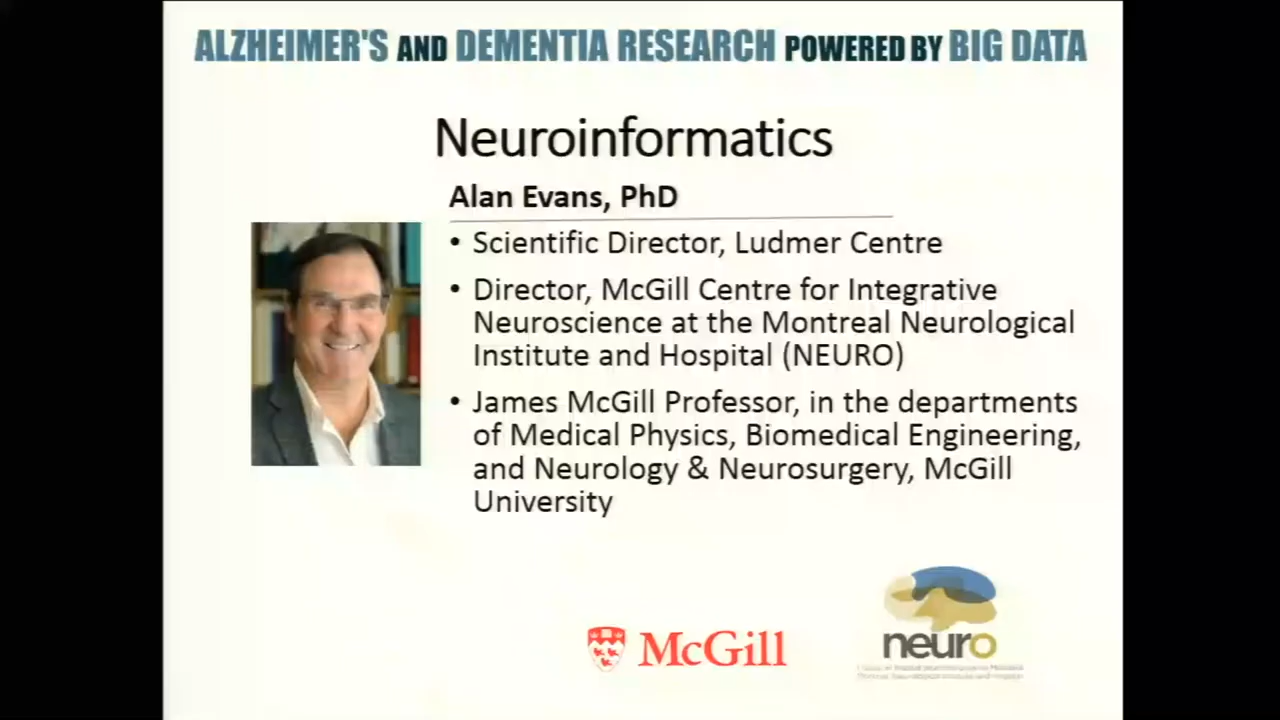 ALZHEIMER'S AND DEMENTIA RESEARCH POWERED BY BIG DATA
Neuroinformatics
Alan Evans, PhD
• Scientific Director, Ludmer Centre
• Director, McGill Centre for Integrative
Neuroscience at the Montreal Neurological
Institute and Hospital (NEURO)
• James McGill Professor, in the departments
of Medical Physics, Biomedical Engineering,
and Neurology & Neurosurgery, McGill
University
McGill
neuro